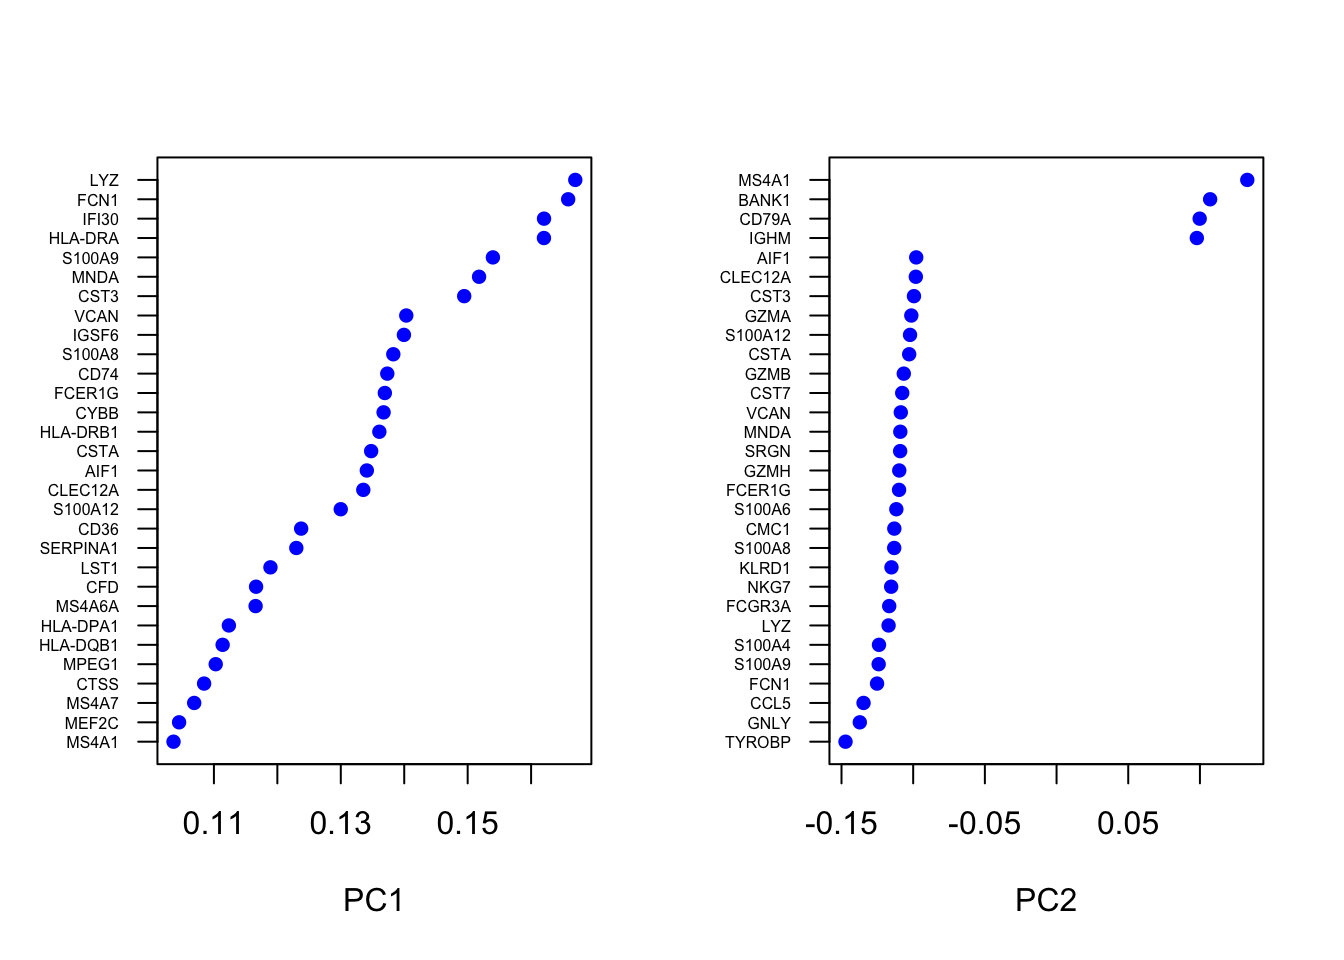 LYZ
FCN1
IFI30
HLA-DRA
S100A9
MNDA
CST3
VCAN
IGSF6
S100A8
CD74
FCER1G
CYBB
HLA-DRB1
CSTA
AIF1
CLEC12A
S100A12
CD36
SERPINA1
LST1
CFD
MS4A6A
HLA-DPA1
HLA-DQB1
MPEG1
CTSS
MS4A7
MEF2C
MS4A1
0.11 0.13 0.15
PC1
MS4A1
BANK1
CD79A
IGHM
AIF1
CLEC12A
CST3
GZMA
S100A12
CSTA
GZMB
CST7
VCAN
MNDA
SRGN
GZMH
FCER1G
S100A6
CMC1
S100A8
KLRD1
NKG7
FCGR3A
LYZ
S100A4
S100A9
FCN1
CCL5
GNLY
TYROBP
-0.15 -0.05 0.05
PC2